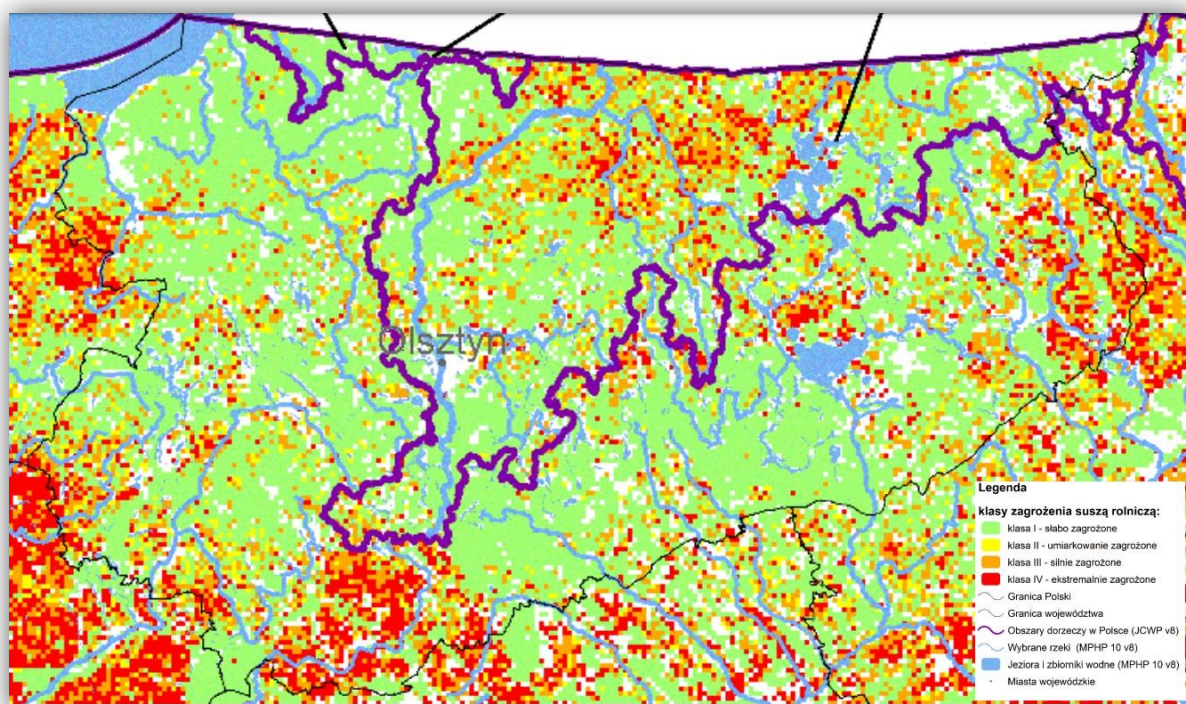 Olsztyn
Legenda
klasy zagrożenia suszą rolniczą:
klasa I - słabo zagrożone
klasa II - umiarkowanie zagrożone
klasa III - silnie zagrożone
klasa IV - ekstremalnie zagrożone
Granica Polski
Granica województwa
Obszary dorzeczy w Polsce (JCWP v8)
Wybrane rzeki (MPHP 10 v8)
Jeziora i zbiorniki wodne (MPHP 10 v8)
Miasta wojewódzkie